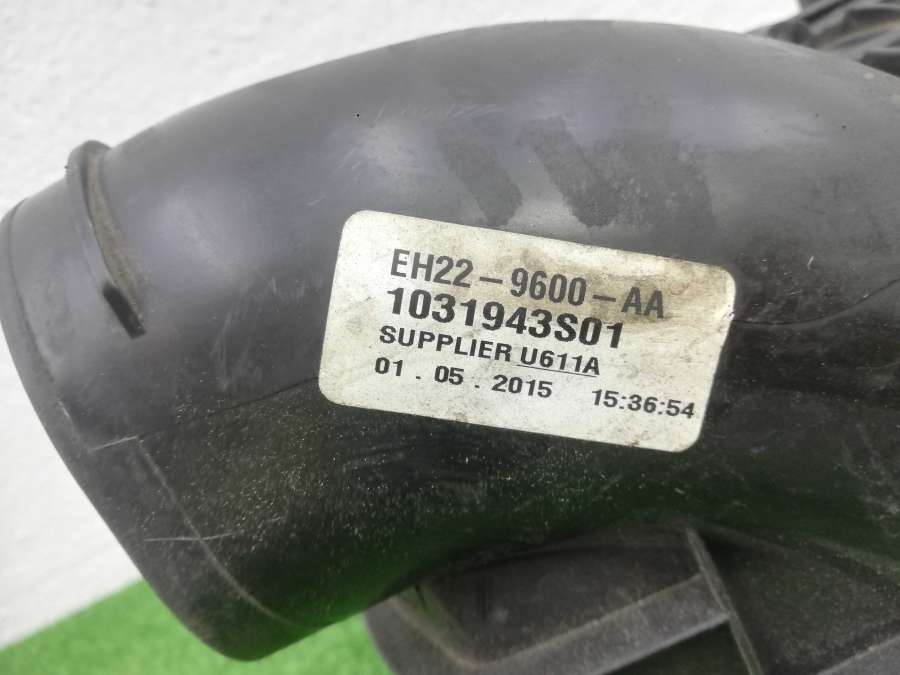 EH22-9600-AA
1031943S01
SUPPLIER U611A
01.05.2015 15:36:54